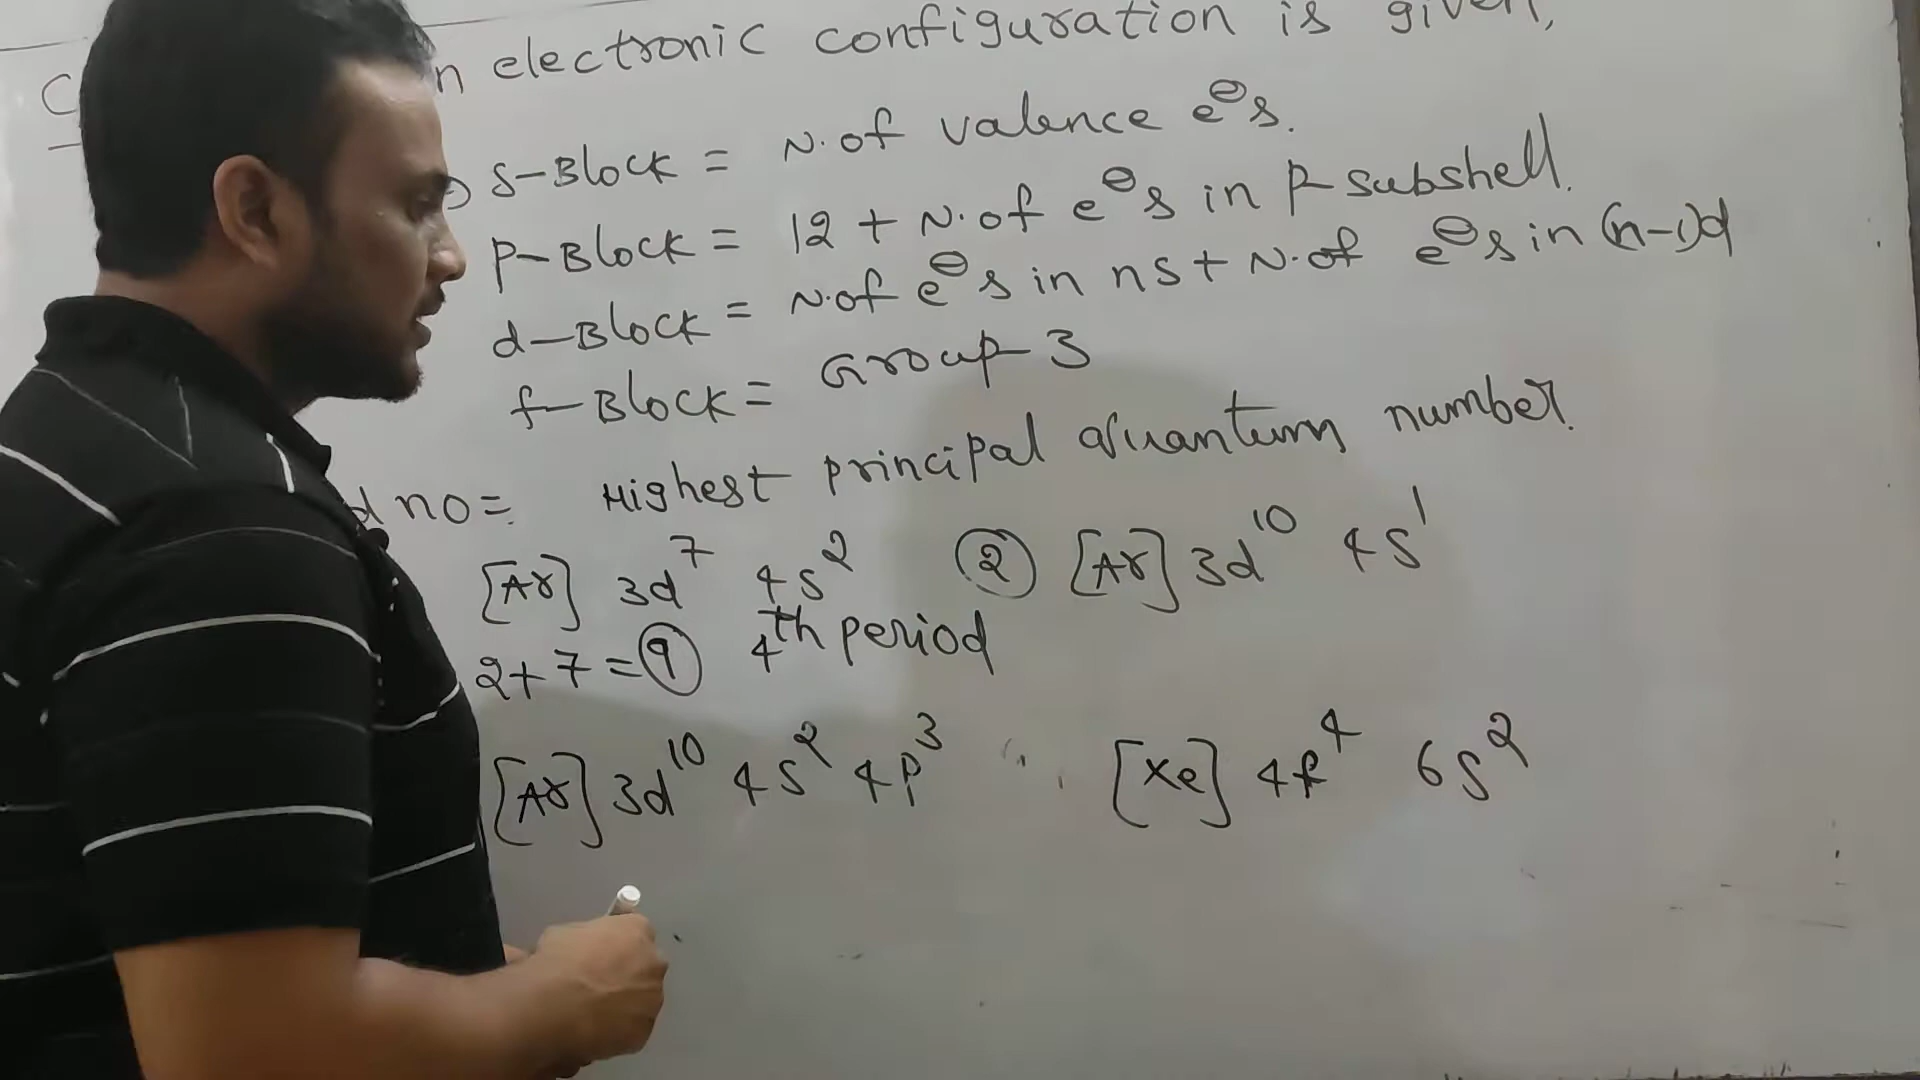 n electronic configuration is given,
s-Block = N. of valence e⊖s.
p-Block = 12 + N. of e⊖s in p-subshell.
d-Block = N. of e⊖s in ns + N. of e⊖s in (n-1)d
f-Block = Group-3
d no = Highest principal quantum number.
[Ar] 3d⁷ 4s² ② [Ar] 3d¹⁰ 4s¹
2+7 = ⑨ 4th period
[Ar] 3d¹⁰ 4s² 4p³ [Xe] 4f⁴ 6s²